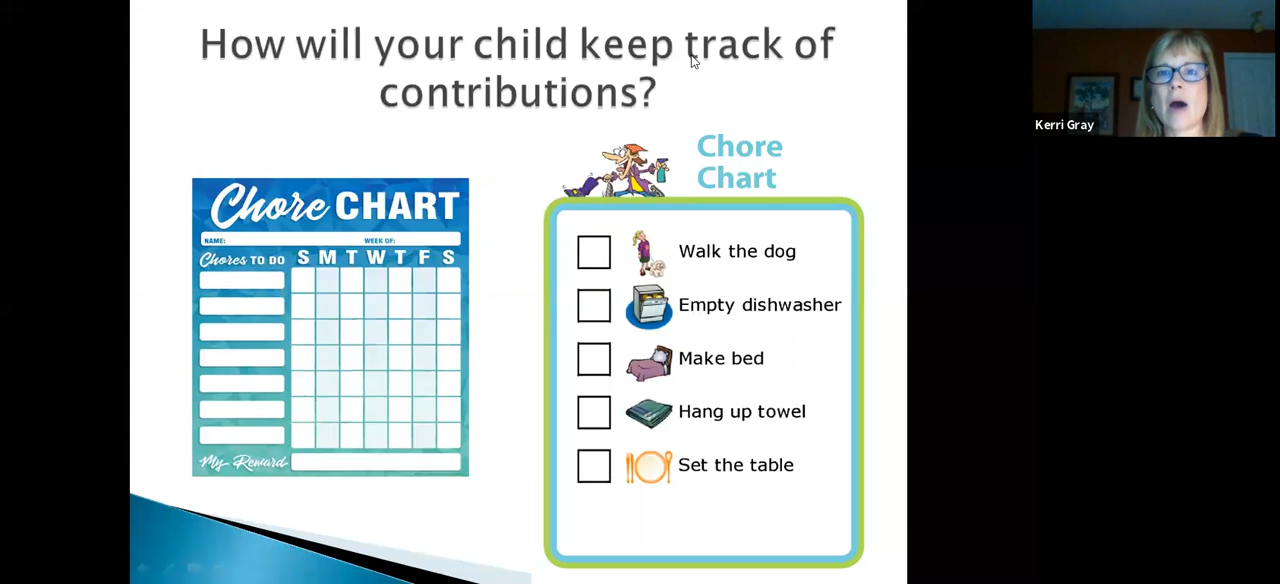 How will your child keep track of
contributions?
Kerri Gray
Chore
Chart
Chore CHART
NAME: WEEK OF:
Chores TO DO S M T W T F S
My Reward
Walk the dog
Empty dishwasher
Make bed
Hang up towel
Set the table